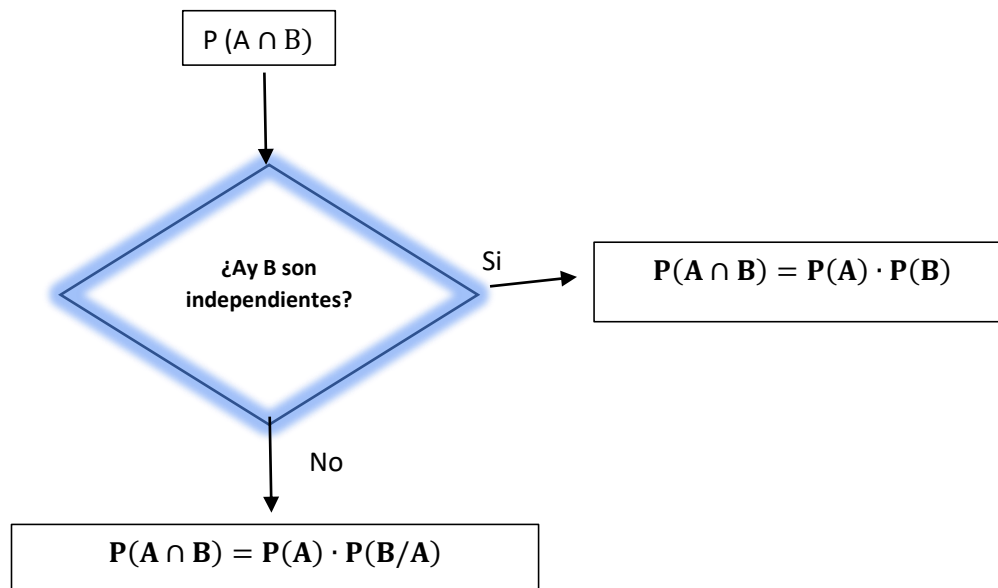 P (A ∩ B)
¿Ay B son
independientes?
Si
P(A ∩ B) = P(A) · P(B)
No
P(A ∩ B) = P(A) · P(B/A)